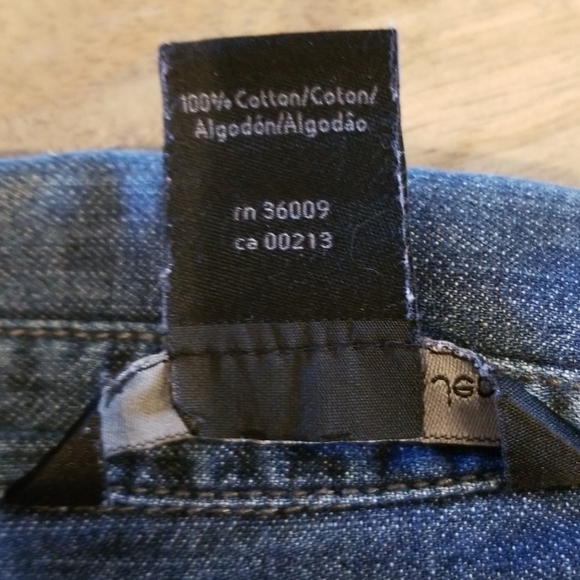 100% Cotton/Coton/
Algodón/Algodão
rn 36009
ca 00213